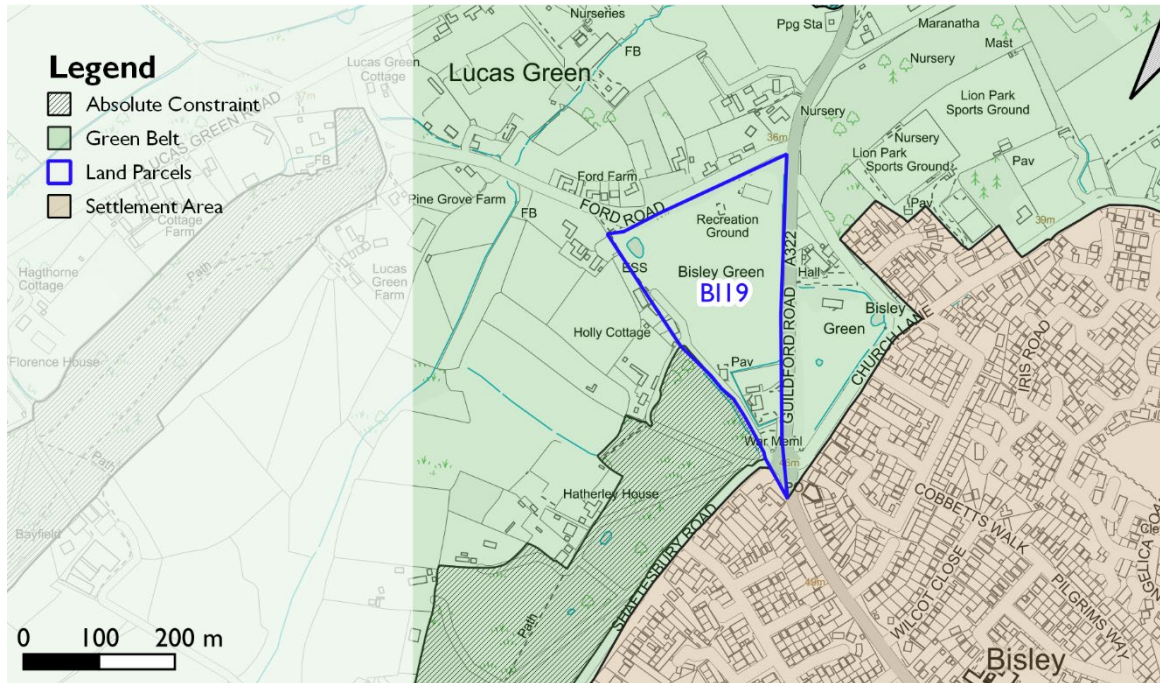 Legend
Absolute Constraint
Green Belt
Land Parcels
Settlement Area
0 100 200 m
Nurseries
FB
Ppg Sta
Maranatha
Mast
Nursery
Lucas Green
Cottage
Lucas Green
37m
LUCAS GREEN ROAD
FB
Nursery
36m
Lion Park
Sports Ground
Nursery
Lion Park
Sports Ground
Pav
Pav
39m
Ford Farm
FORD ROAD
Pine Grove Farm
FB
Cottage
Farm
Path
Hagthorne
Cottage
Lucas
Green
Farm
Recreation
Ground
A322
ESS
Bisley Green
BI19
Hall
Bisley
Green
CHURCH LANE
IRIS ROAD
Holly Cottage
Florence House
Pav
GUILDFORD ROAD
War Meml
Hatherley House
Path
Bayfield
SHAFTESBURY ROAD
Path
COBBETTS WALK
WILCOT CLOSE
PILGRIMS WAY
Bisley